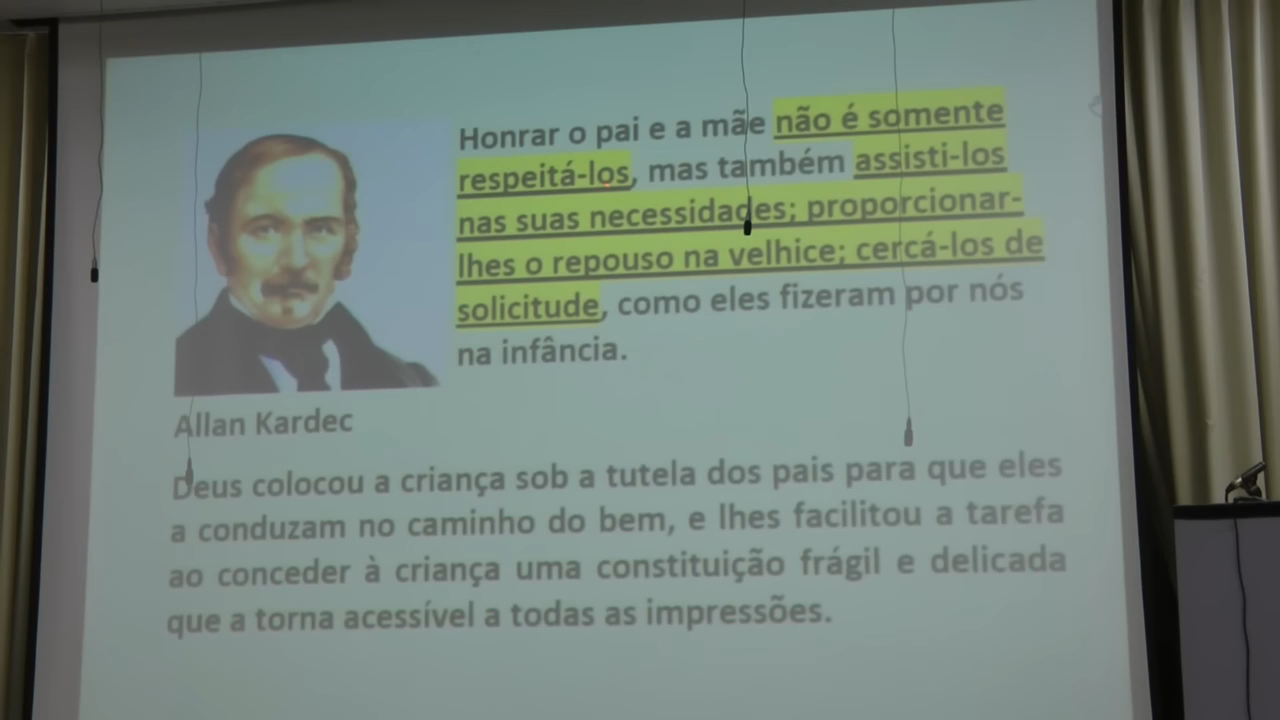 Honrar o pai e a mãe não é somente
respeitá-los, mas também assisti-los
nas suas necessidades; proporcionar-
lhes o repouso na velhice; cercá-los de
solicitude, como eles fizeram por nós
na infância.
Allan Kardec
Deus colocou a criança sob a tutela dos pais para que eles
a conduzam no caminho do bem, e lhes facilitou a tarefa
ao conceder à criança uma constituição frágil e delicada
que a torna acessível a todas as impressões.